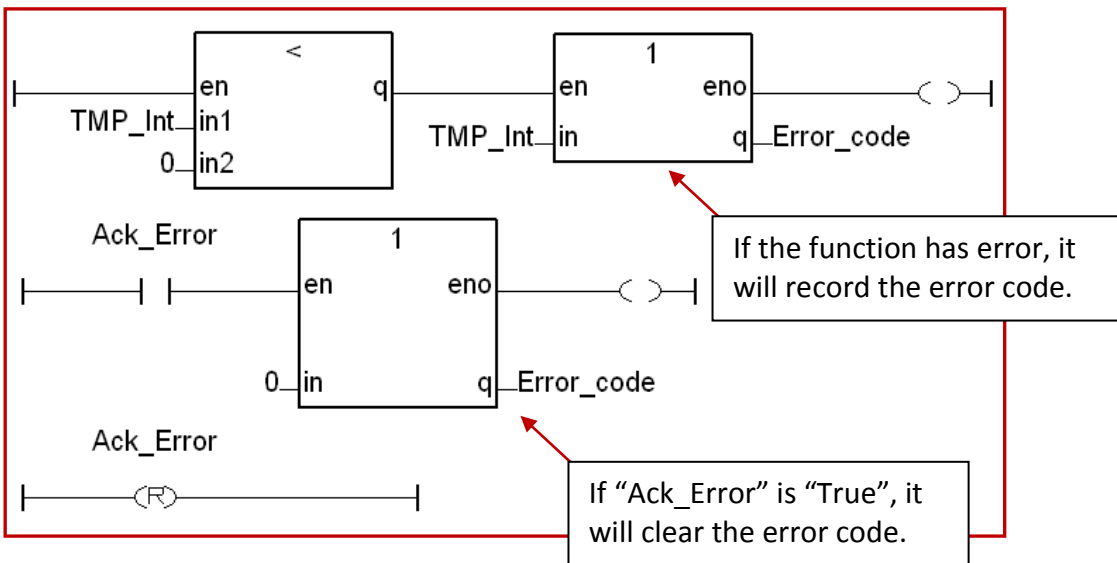 < 1
en q en eno
TMP_Int in1 TMP_Int in q Error_code
0 in2
If the function has error, it
will record the error code.
Ack_Error
1
en eno
0 in q Error_code
Ack_Error
R
If “Ack_Error” is “True”, it
will clear the error code.